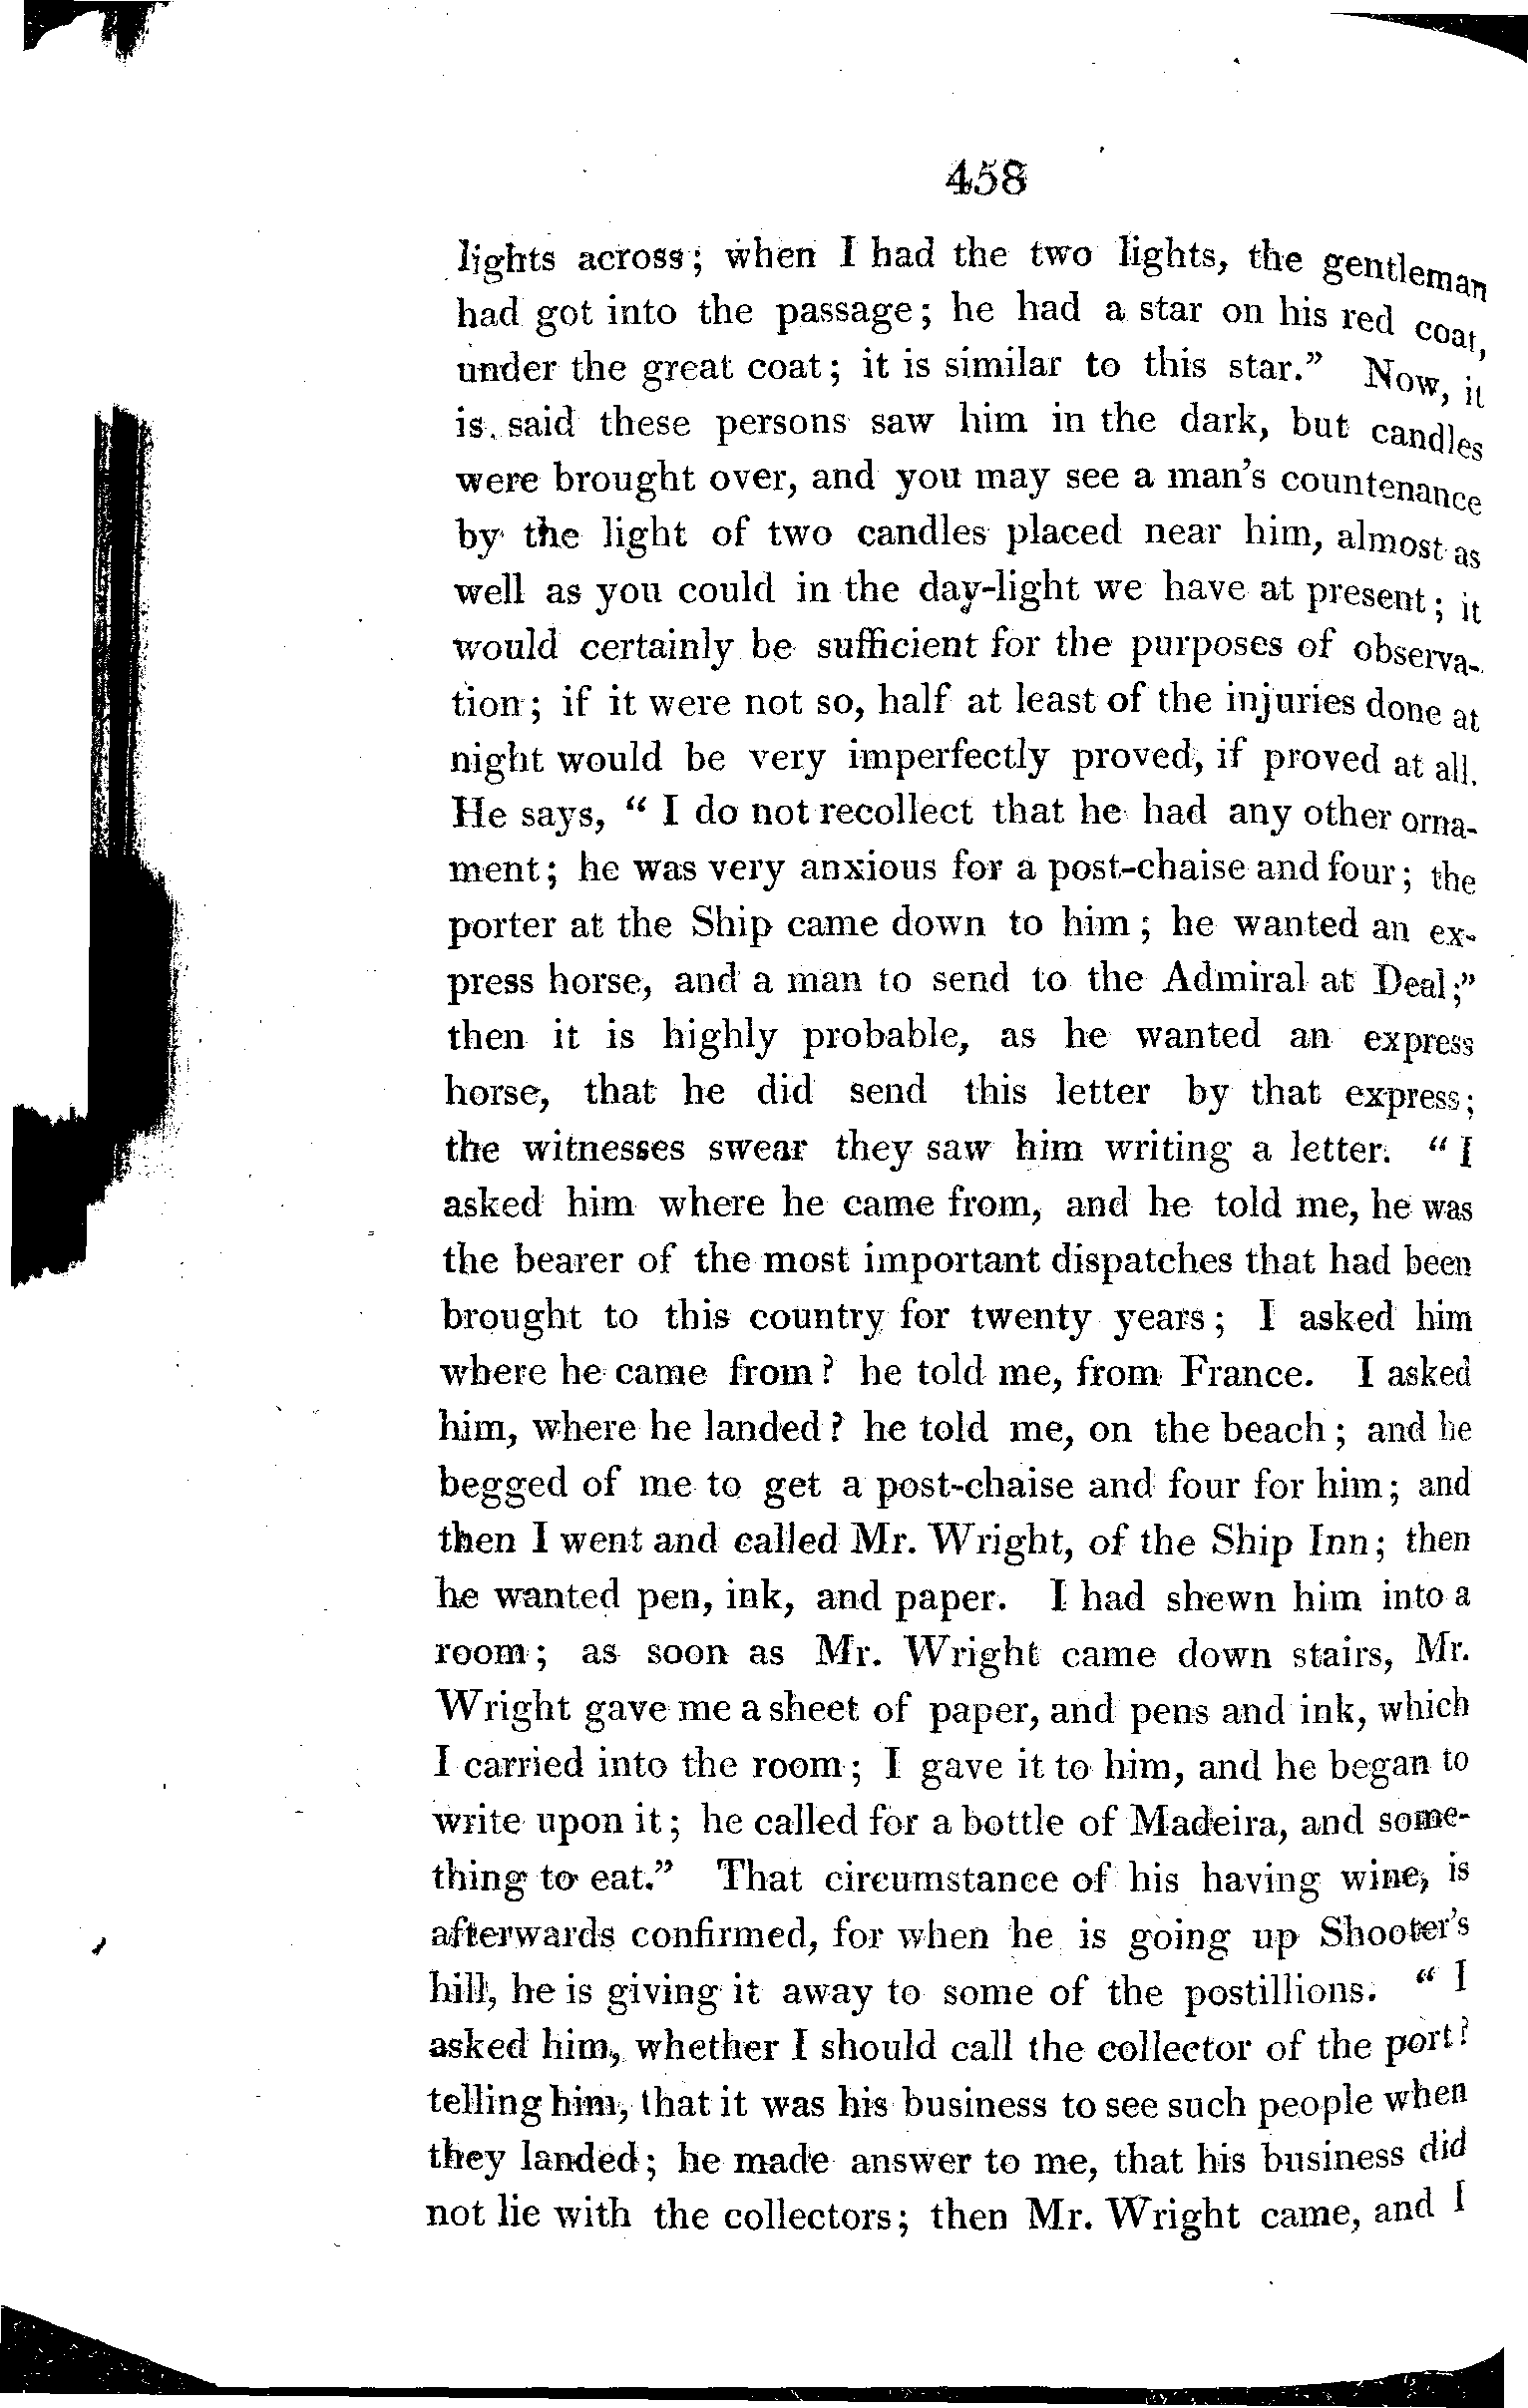 458
lights across; when I had the two lights, the gentleman
had got into the passage; he had a star on his red coat,
under the great coat; it is similar to this star.” Now, it
is said these persons saw him in the dark, but candles
were brought over, and you may see a man’s countenance
by the light of two candles placed near him, almost as
well as you could in the day-light we have at present; it
would certainly be sufficient for the purposes of observa-
tion; if it were not so, half at least of the injuries done at
night would be very imperfectly proved, if proved at all.
He says, “ I do not recollect that he had any other orna-
ment; he was very anxious for a post-chaise and four; the
porter at the Ship came down to him; he wanted an ex-
press horse, and a man to send to the Admiral at Deal;”
then it is highly probable, as he wanted an express
horse, that he did send this letter by that express;
the witnesses swear they saw him writing a letter. “ I
asked him where he came from, and he told me, he was
the bearer of the most important dispatches that had been
brought to this country for twenty years; I asked him
where he came from? he told me, from France. I asked
him, where he landed? he told me, on the beach; and he
begged of me to get a post-chaise and four for him; and
then I went and called Mr. Wright, of the Ship Inn; then
he wanted pen, ink, and paper. I had shewn him into a
room; as soon as Mr. Wright came down stairs, Mr.
Wright gave me a sheet of paper, and pens and ink, which
I carried into the room; I gave it to him, and he began to
write upon it; he called for a bottle of Madeira, and some-
thing to eat.” That circumstance of his having wine, is
afterwards confirmed, for when he is going up Shooter’s
hill, he is giving it away to some of the postillions. “ I
asked him, whether I should call the collector of the port?
telling him, that it was his business to see such people when
they landed; he made answer to me, that his business did
not lie with the collectors; then Mr. Wright came, and I